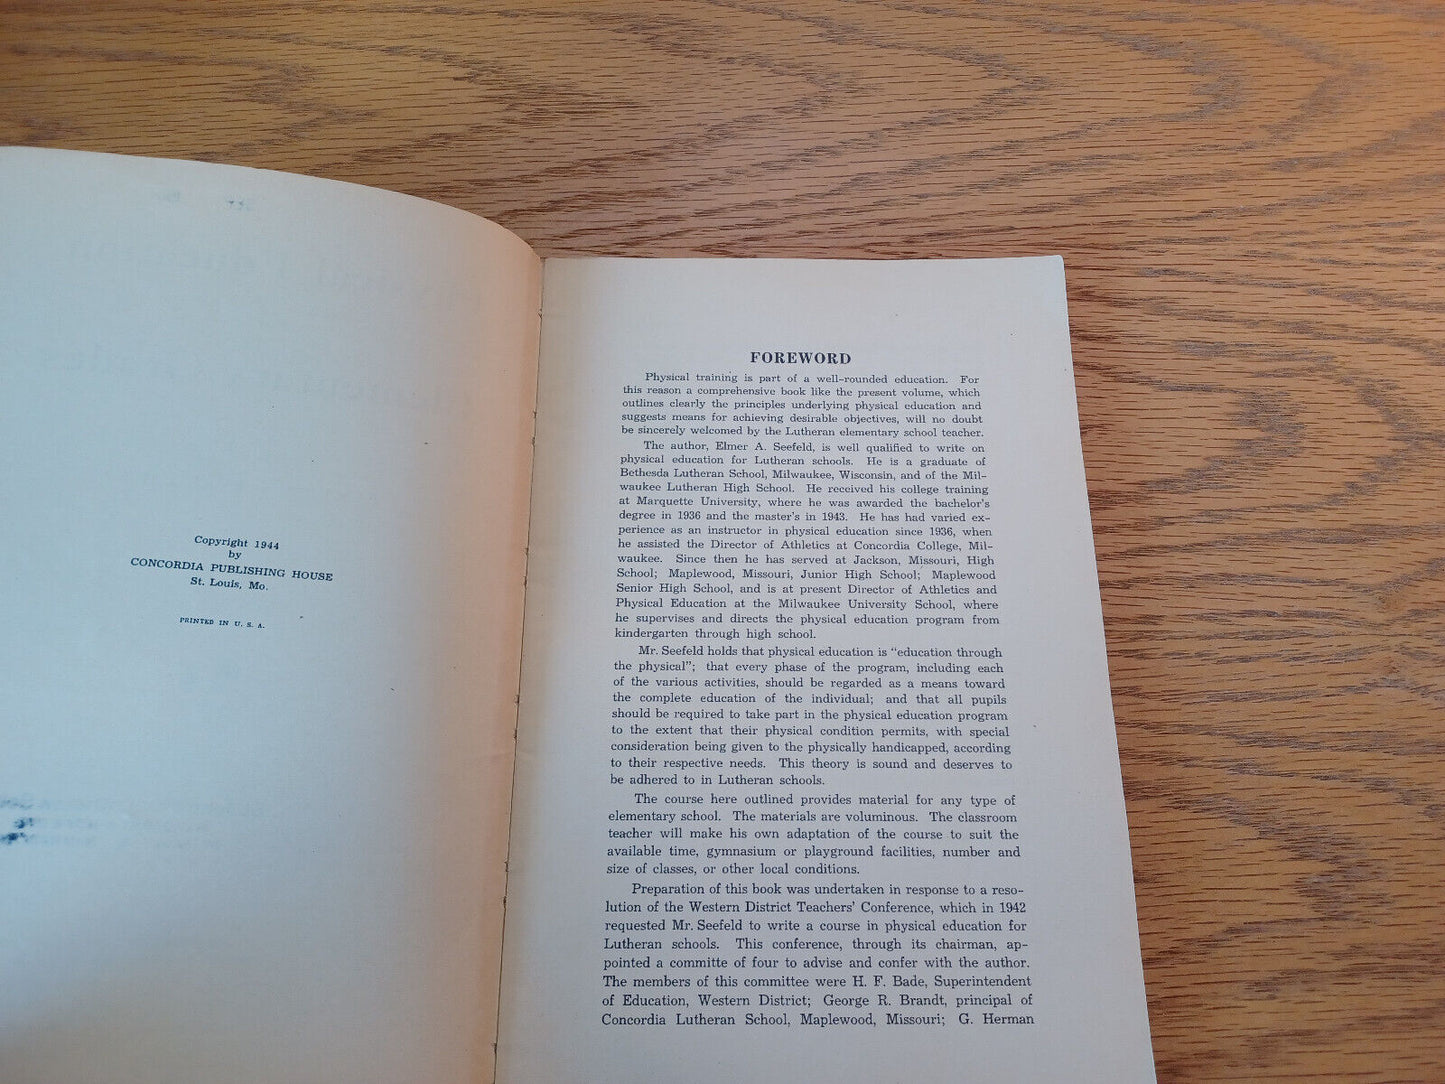 Copyright 1944
by
CONCORDIA PUBLISHING HOUSE
St. Louis, Mo.
PRINTED IN U. S. A.
FOREWORD
Physical training is part of a well-rounded education. For
this reason a comprehensive book like the present volume, which
outlines clearly the principles underlying physical education and
suggests means for achieving desirable objectives, will no doubt
be sincerely welcomed by the Lutheran elementary school teacher.
The author, Elmer A. Seefeld, is well qualified to write on
physical education for Lutheran schools. He is a graduate of
Bethesda Lutheran School, Milwaukee, Wisconsin, and of the Mil-
waukee Lutheran High School. He received his college training
at Marquette University, where he was awarded the bachelor's
degree in 1936 and the master's in 1943. He has had varied ex-
perience as an instructor in physical education since 1936, when
he assisted the Director of Athletics at Concordia College, Mil-
waukee. Since then he has served at Jackson, Missouri, High
School; Maplewood, Missouri, Junior High School; Maplewood
Senior High School, and is at present Director of Athletics and
Physical Education at the Milwaukee University School, where
he supervises and directs the physical education program from
kindergarten through high school.
Mr. Seefeld holds that physical education is "education through
the physical"; that every phase of the program, including each
of the various activities, should be regarded as a means toward
the complete education of the individual; and that all pupils
should be required to take part in the physical education program
to the extent that their physical condition permits, with special
consideration being given to the physically handicapped, according
to their respective needs. This theory is sound and deserves to
be adhered to in Lutheran schools.
The course here outlined provides material for any type of
elementary school. The materials are voluminous. The classroom
teacher will make his own adaptation of the course to suit the
available time, gymnasium or playground facilities, number and
size of classes, or other local conditions.
Preparation of this book was undertaken in response to a reso-
lution of the Western District Teachers' Conference, which in 1942
requested Mr. Seefeld to write a course in physical education for
Lutheran schools. This conference, through its chairman, ap-
pointed a committe of four to advise and confer with the author.
The members of this committee were H. F. Bade, Superintendent
of Education, Western District; George R. Brandt, principal of
Concordia Lutheran School, Maplewood, Missouri; G. Herman